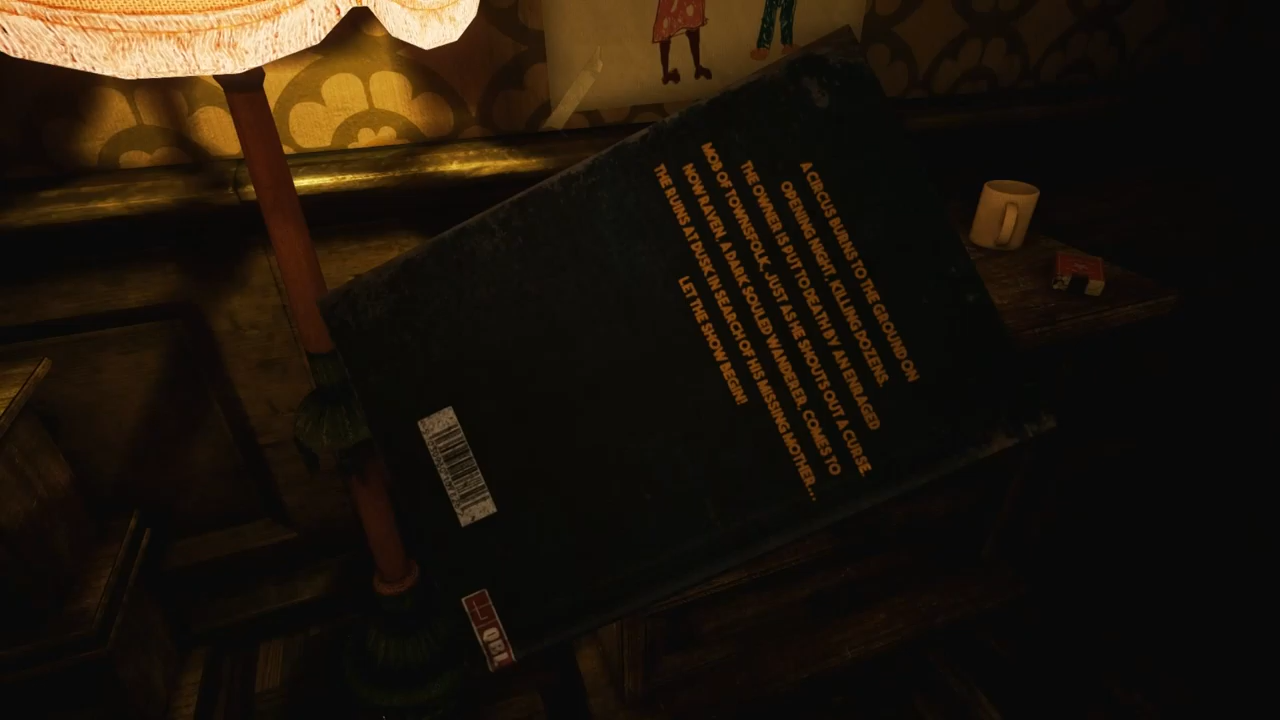 A CIRCUS BURNS TO THE GROUND ON
OPENING NIGHT, KILLING DOZENS.
THE OWNER IS PUT TO DEATH BY AN ENRAGED
MOB OF TOWNSFOLK, JUST AS HE SHOUTS OUT A CURSE.
NOW RAVEN, A DARK SOULED WANDERER, COMES TO
THE RUINS AT DUSK IN SEARCH OF HIS MISSING MOTHER...
LET THE SHOW BEGIN!
QBL